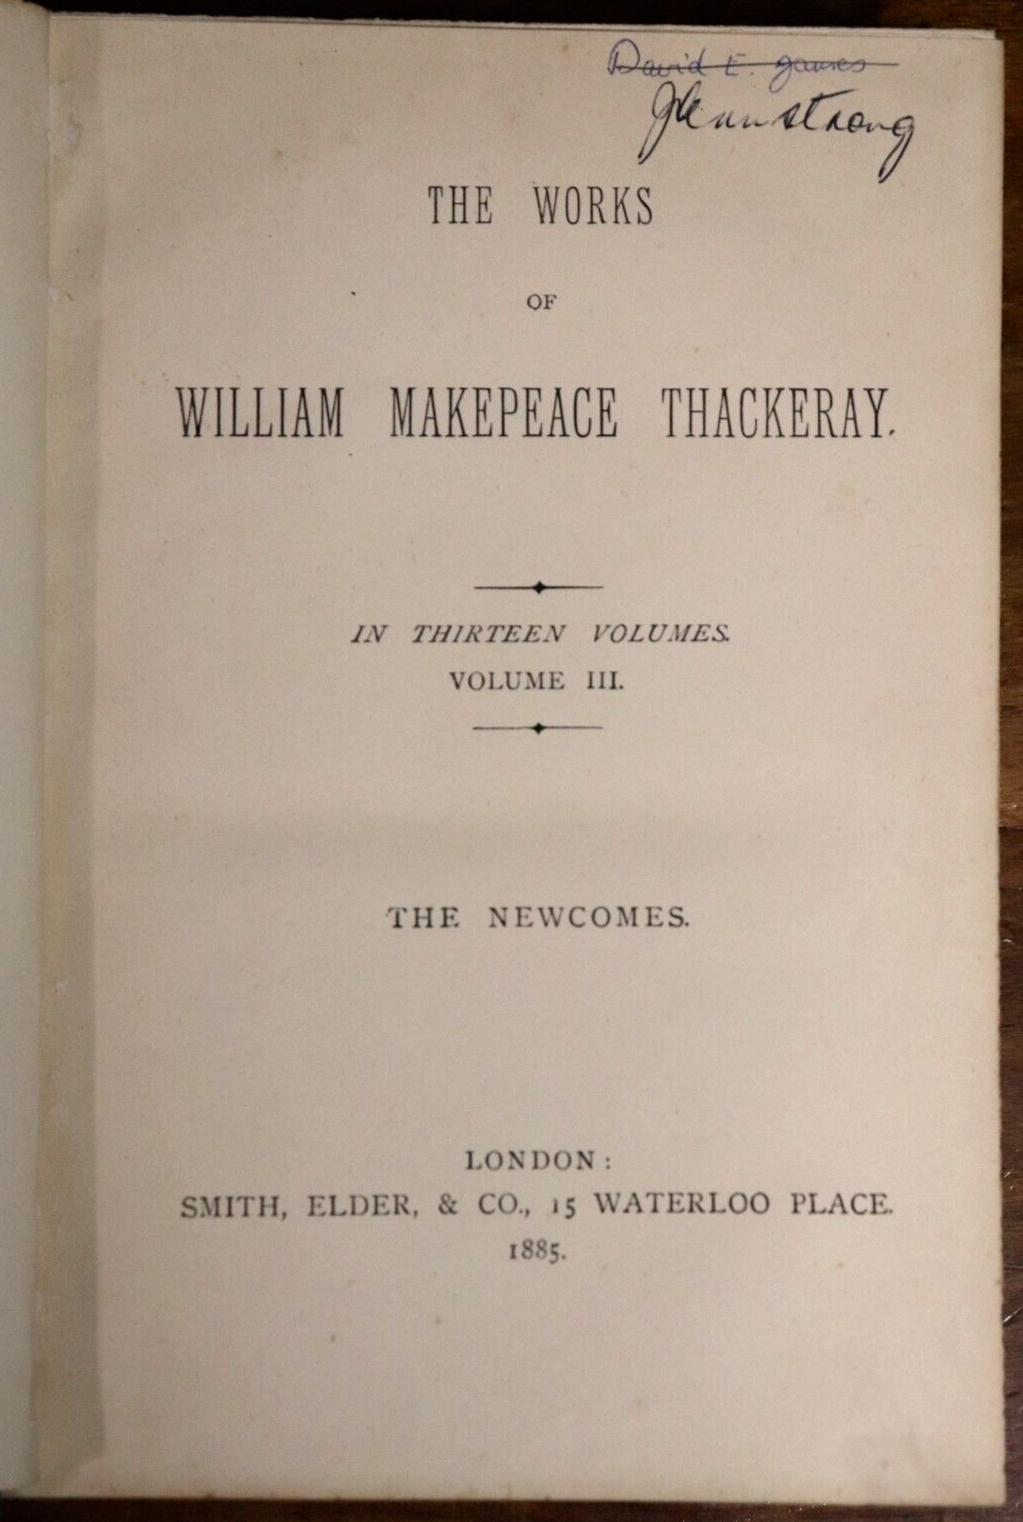 David E. James
THE WORKS
OF
WILLIAM MAKEPEACE THACKERAY.
IN THIRTEEN VOLUMES.
VOLUME III.
THE NEWCOMES.
LONDON:
SMITH, ELDER, & CO., 15 WATERLOO PLACE.
1885.